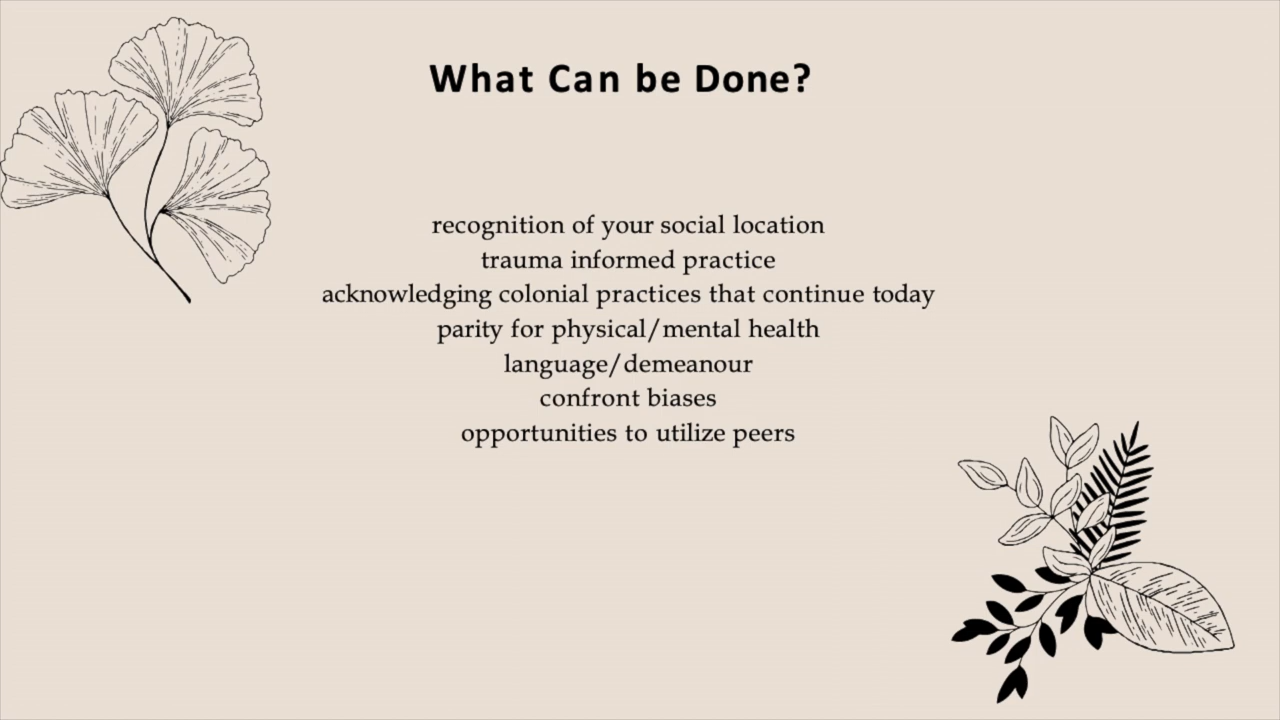 What Can be Done?
recognition of your social location
trauma informed practice
acknowledging colonial practices that continue today
parity for physical/mental health
language/demeanour
confront biases
opportunities to utilize peers